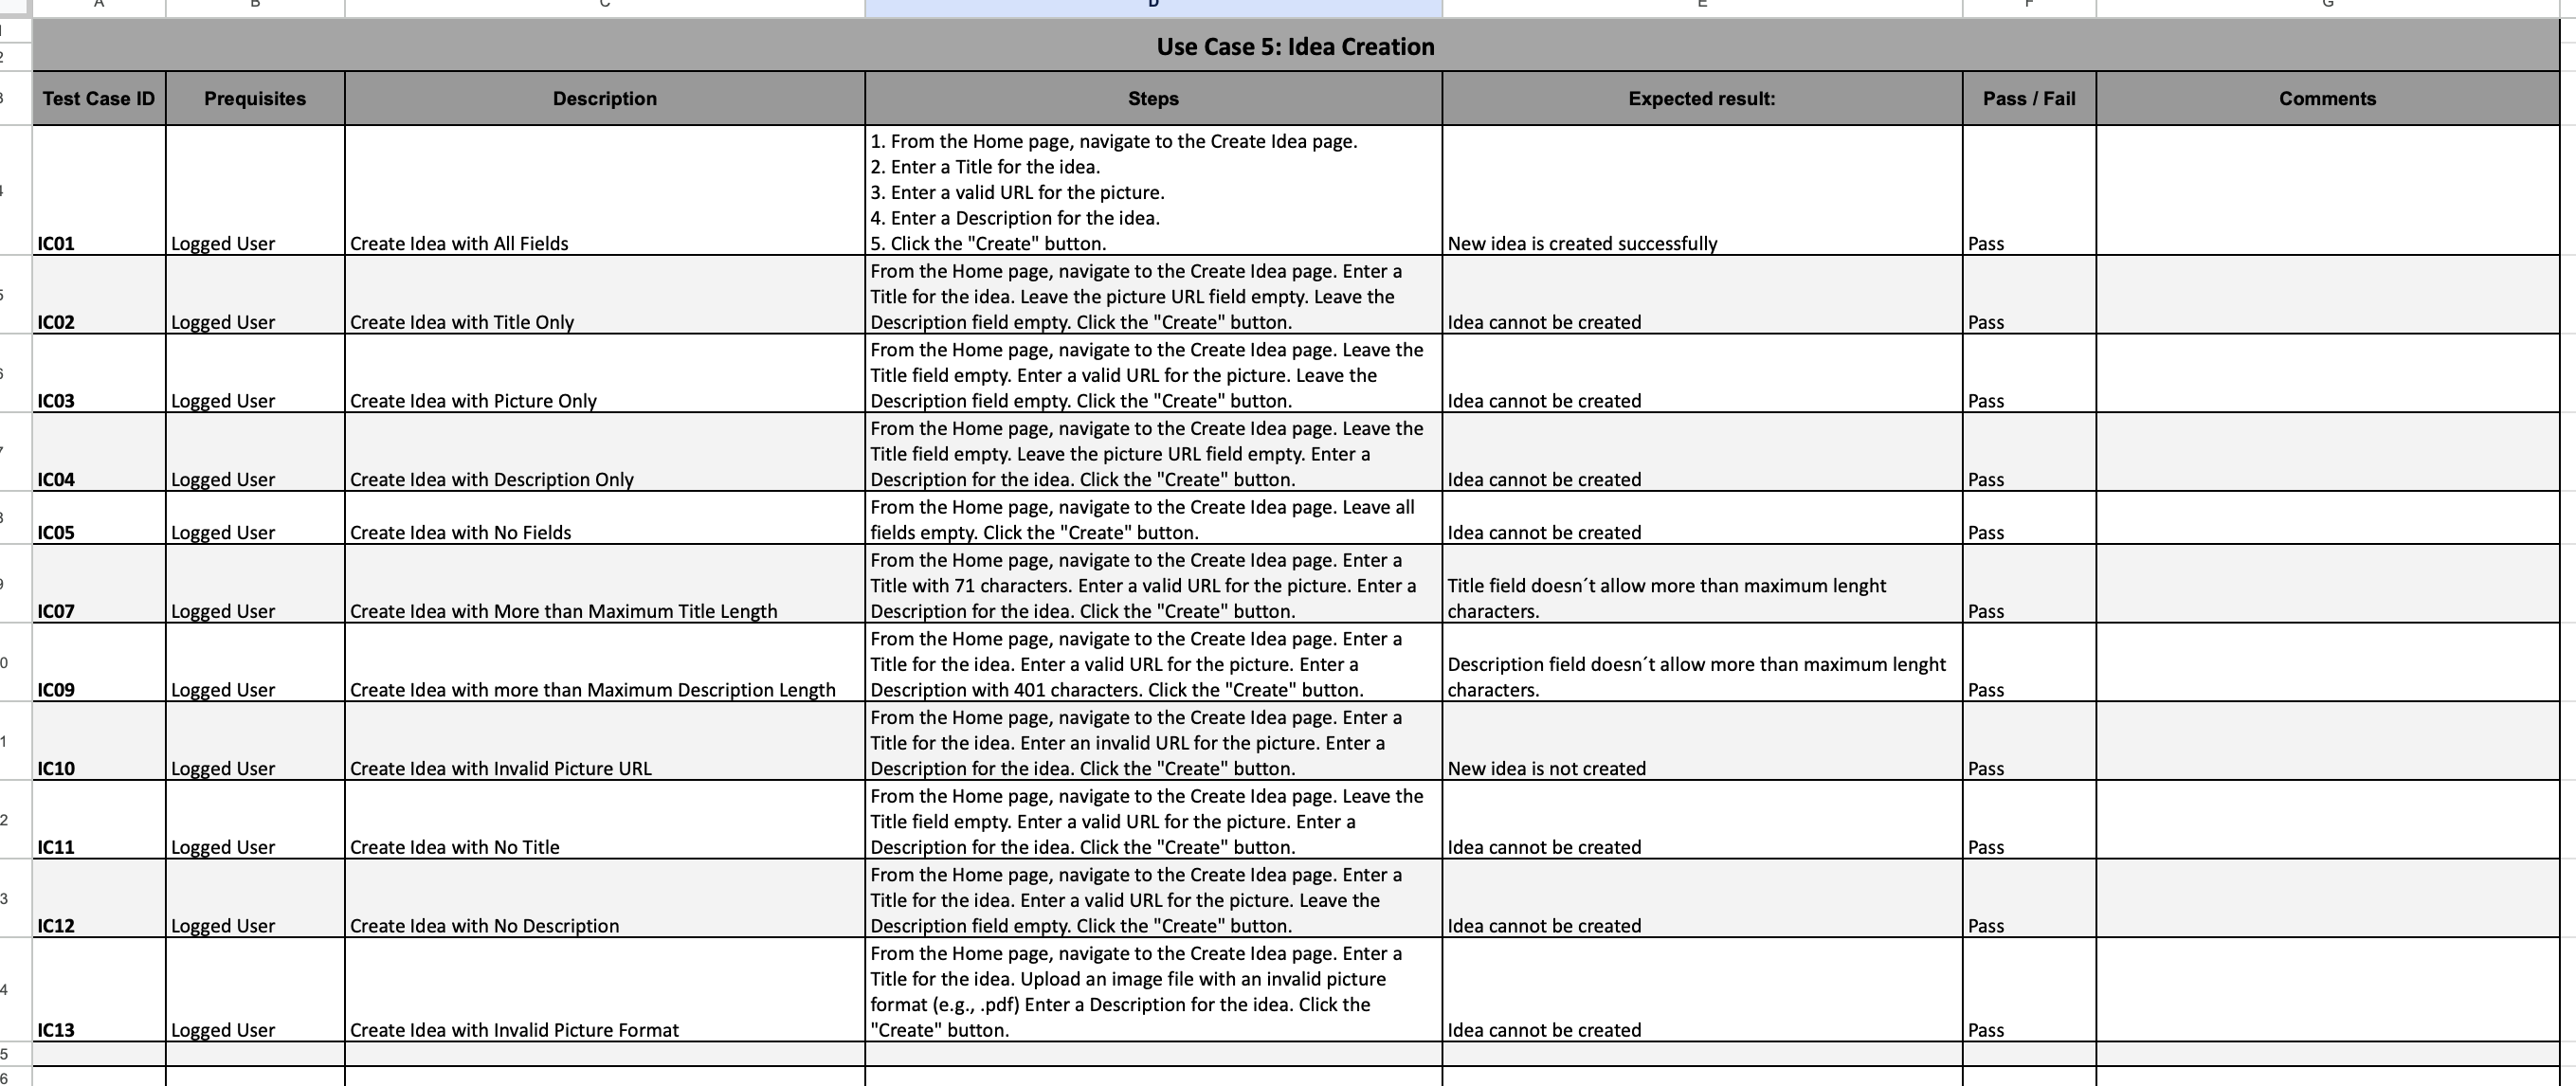 A B C D E F G
1
2
Use Case 5: Idea Creation
3
Test Case ID Prequisites Description Steps Expected result: Pass / Fail Comments
4
1. From the Home page, navigate to the Create Idea page.
2. Enter a Title for the idea.
3. Enter a valid URL for the picture.
4. Enter a Description for the idea.
IC01 Logged User Create Idea with All Fields 5. Click the "Create" button. New idea is created successfully Pass
5
From the Home page, navigate to the Create Idea page. Enter a
Title for the idea. Leave the picture URL field empty. Leave the
IC02 Logged User Create Idea with Title Only Description field empty. Click the "Create" button. Idea cannot be created Pass
6
From the Home page, navigate to the Create Idea page. Leave the
Title field empty. Enter a valid URL for the picture. Leave the
IC03 Logged User Create Idea with Picture Only Description field empty. Click the "Create" button. Idea cannot be created Pass
7
From the Home page, navigate to the Create Idea page. Leave the
Title field empty. Leave the picture URL field empty. Enter a
IC04 Logged User Create Idea with Description Only Description for the idea. Click the "Create" button. Idea cannot be created Pass
8
From the Home page, navigate to the Create Idea page. Leave all
IC05 Logged User Create Idea with No Fields fields empty. Click the "Create" button. Idea cannot be created Pass
9
From the Home page, navigate to the Create Idea page. Enter a
Title with 71 characters. Enter a valid URL for the picture. Enter a Title field doesn´t allow more than maximum lenght
IC07 Logged User Create Idea with More than Maximum Title Length Description for the idea. Click the "Create" button. characters. Pass
0
From the Home page, navigate to the Create Idea page. Enter a
Title for the idea. Enter a valid URL for the picture. Enter a Description field doesn´t allow more than maximum lenght
IC09 Logged User Create Idea with more than Maximum Description Length Description with 401 characters. Click the "Create" button. characters. Pass
1
From the Home page, navigate to the Create Idea page. Enter a
Title for the idea. Enter an invalid URL for the picture. Enter a
IC10 Logged User Create Idea with Invalid Picture URL Description for the idea. Click the "Create" button. New idea is not created Pass
2
From the Home page, navigate to the Create Idea page. Leave the
Title field empty. Enter a valid URL for the picture. Enter a
IC11 Logged User Create Idea with No Title Description for the idea. Click the "Create" button. Idea cannot be created Pass
3
From the Home page, navigate to the Create Idea page. Enter a
Title for the idea. Enter a valid URL for the picture. Leave the
IC12 Logged User Create Idea with No Description Description field empty. Click the "Create" button. Idea cannot be created Pass
4
From the Home page, navigate to the Create Idea page. Enter a
Title for the idea. Upload an image file with an invalid picture
format (e.g., .pdf) Enter a Description for the idea. Click the
IC13 Logged User Create Idea with Invalid Picture Format "Create" button. Idea cannot be created Pass
5
6